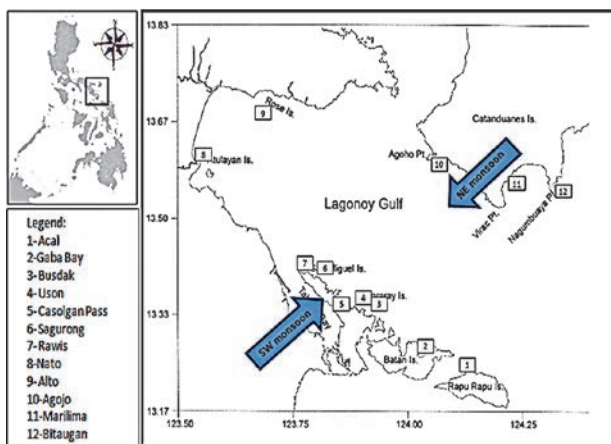 Legend:
1-Acal
2-Gaba Bay
3-Busdak
4-Uson
5-Casolgan Pass
6-Sagurong
7-Rawis
8-Nato
9-Alto
10-Agojo
11-Marilima
12-Bitaugan
13.83
13.67
13.50
13.33
13.17
123.50
123.75
124.00
124.25
Rose Is.
9
8
tulayan Is.
Catanduanes Is.
Agoho Pt.
10
NE monsoon
11
12
Virac Pt.
Nagumbuaya P
Lagonoy Gulf
7
6
iguel Is.
5
4
3
SW monsoon
Batan Is.
2
1
Rapu Rapu Is.